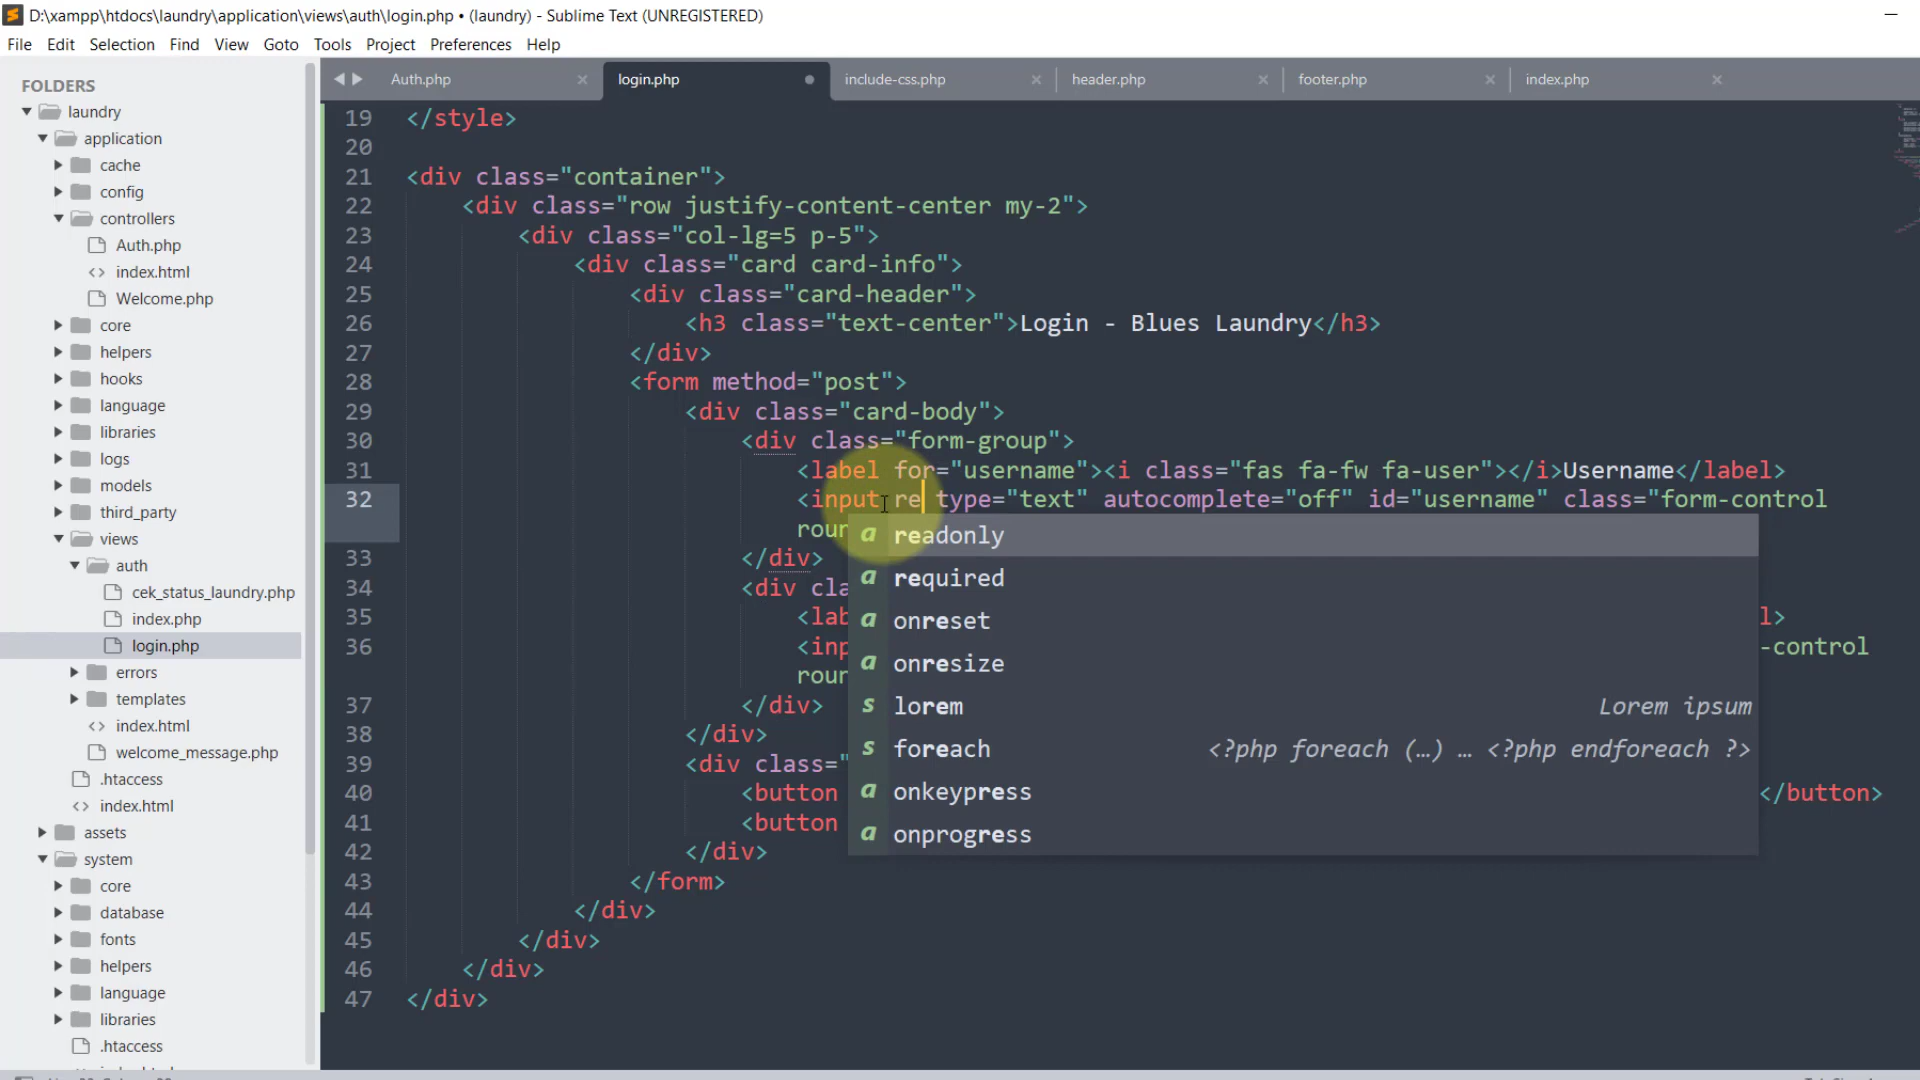 D:\xampp\htdocs\laundry\application\views\auth\login.php • (laundry) - Sublime Text (UNREGISTERED)
File Edit Selection Find View Goto Tools Project Preferences Help
FOLDERS
laundry
application
cache
config
controllers
Auth.php
index.html
Welcome.php
core
helpers
hooks
language
libraries
logs
models
third_party
views
auth
cek_status_laundry.php
index.php
login.php
errors
templates
index.html
welcome_message.php
.htaccess
index.html
assets
system
core
database
fonts
helpers
language
libraries
.htaccess
Auth.php login.php include-css.php header.php footer.php index.php
19 </style>
20
21 <div class="container">
22 <div class="row justify-content-center my-2">
23 <div class="col-lg=5 p-5">
24 <div class="card card-info">
25 <div class="card-header">
26 <h3 class="text-center">Login - Blues Laundry</h3>
27 </div>
28 <form method="post">
29 <div class="card-body">
30 <div class="form-group">
31 <label for="username"><i class="fas fa-fw fa-user"></i>Username</label>
32 <input re type="text" autocomplete="off" id="username" class="form-control
roun
33 </div>
34 <div cla
35 <lab l>
36 <inp -control
roun
37 </div>
38 </div>
39 <div class="
40 <button </button>
41 <button
42 </div>
43 </form>
44 </div>
45 </div>
46 </div>
47 </div>
a readonly
a required
a onreset
a onresize
s lorem Lorem ipsum
s foreach <?php foreach (…) … <?php endforeach ?>
a onkeypress
a onprogress